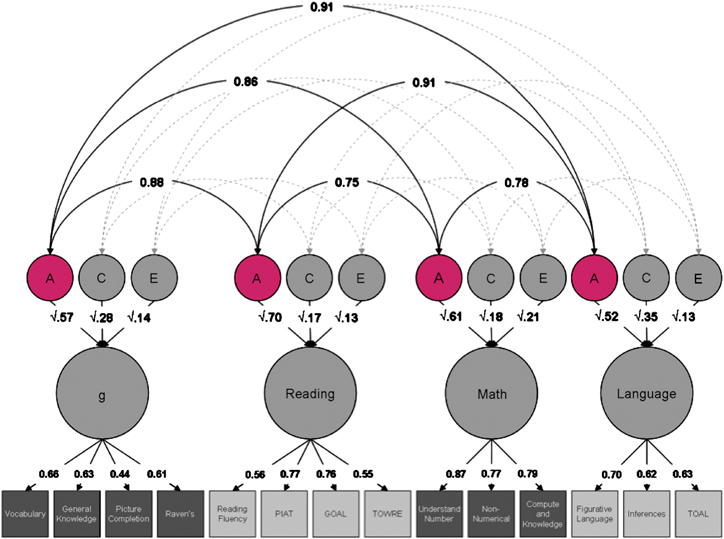 0.91
0.86
0.91
0.88
0.75
0.78
A
C
E
A
C
E
A
C
E
A
C
E
√.57
√.28
√.14
√.70
√.17
√.13
√.61
√.18
√.21
√.52
√.35
√.13
g
Reading
Math
Language
0.66
0.63
0.44
0.61
0.56
0.77
0.76
0.55
0.87
0.77
0.79
0.70
0.62
0.63
Vocabulary
General
Knowledge
Picture
Completion
Raven's
Reading
Fluency
PIAT
GOAL
TOWRE
Understand
Number
Non-
Numerical
Compute
and
Knowledge
Figurative
Language
Inferences
TOAL